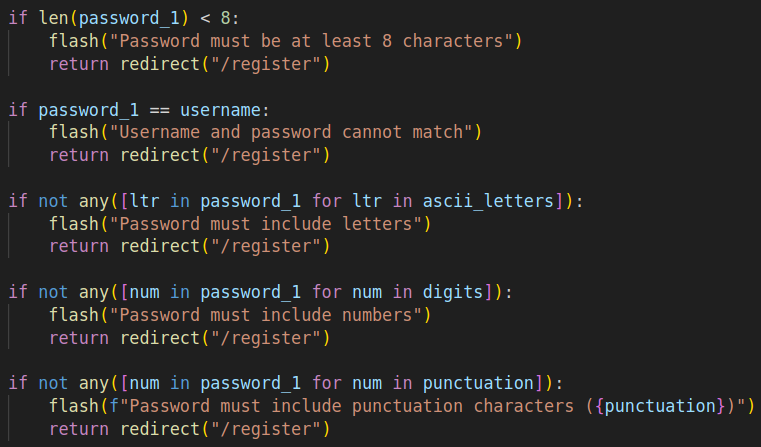 if len(password_1) < 8:
    flash("Password must be at least 8 characters")
    return redirect("/register")

if password_1 == username:
    flash("Username and password cannot match")
    return redirect("/register")

if not any([ltr in password_1 for ltr in ascii_letters]):
    flash("Password must include letters")
    return redirect("/register")

if not any([num in password_1 for num in digits]):
    flash("Password must include numbers")
    return redirect("/register")

if not any([num in password_1 for num in punctuation]):
    flash(f"Password must include punctuation characters ({punctuation})")
    return redirect("/register")